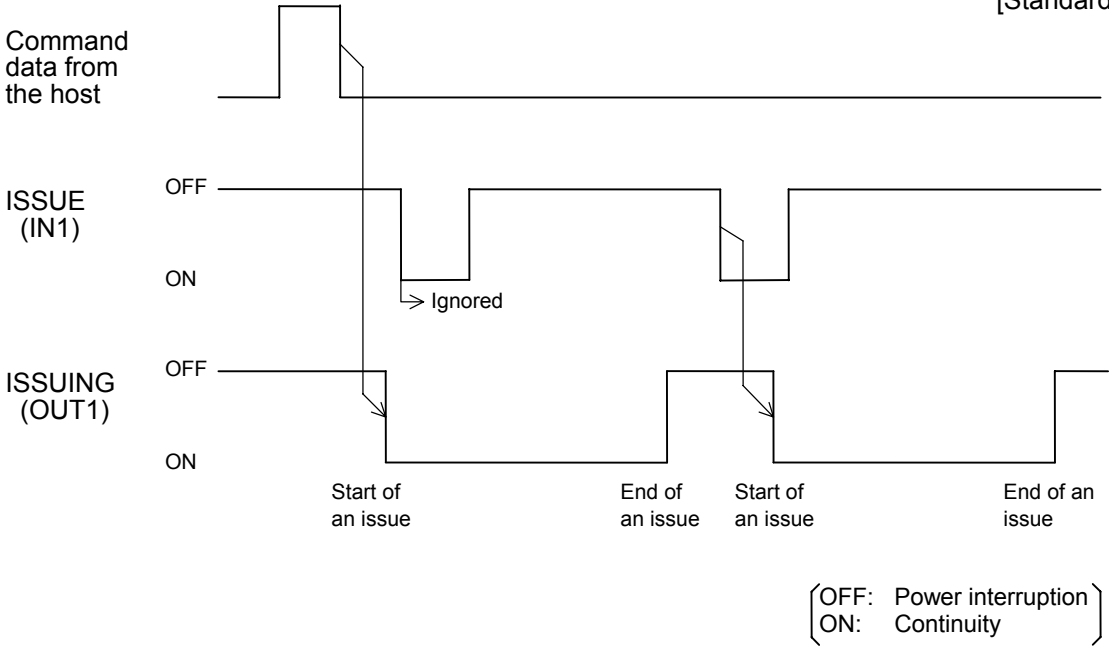 [Standard
Command
data from
the host
ISSUE
(IN1)
OFF
ON
Ignored
ISSUING
(OUT1)
OFF
ON
Start of
an issue
End of
an issue
Start of
an issue
End of an
issue
OFF: Power interruption
ON: Continuity